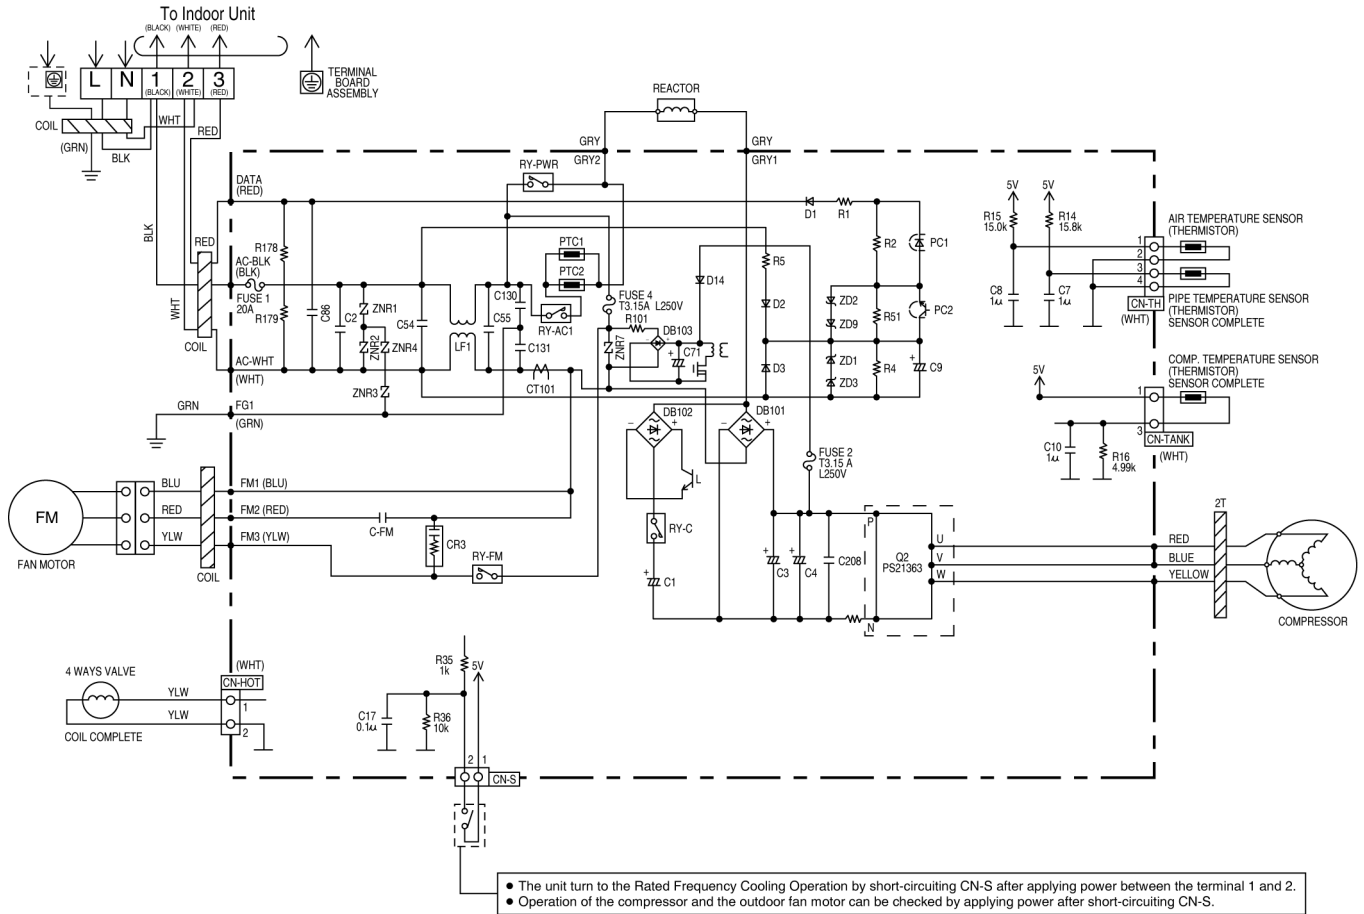 To Indoor Unit
(BLACK) (WHITE) (RED)
L N 1 2 3
(BLACK) (WHITE) (RED)
TERMINAL
BOARD
ASSEMBLY
COIL
WHT
RED
(GRN)
BLK
REACTOR
GRY
GRY
GRY2
GRY1
RY-PWR
DATA
(RED)
BLK
RED
R178
AC-BLK
(BLK)
FUSE 1
20A
R179
WHT
COIL
AC-WHT
(WHT)
C86
C2
ZNR1
ZNR2
ZNR4
ZNR3
C54
LF1
C55
C130
C131
CT101
PTC1
PTC2
RY-AC1
FUSE 4
T3.15A L250V
R101
ZNR7
DB103
C71
D14
D1
R1
R5
D2
D3
R2
R51
R4
ZD2
ZD9
ZD1
ZD3
PC1
PC2
C9
GRN
FG1
(GRN)
DB102
DB101
FUSE 2
T3.15 A
L250V
RY-C
C1
C3
C4
C208
P
Q2
PS21363
N
U
V
W
5V
5V
R15
15.0k
R14
15.8k
C8
1µ
C7
1µ
1
2
3
4
CN-TH
(WHT)
AIR TEMPERATURE SENSOR
(THERMISTOR)
PIPE TEMPERATURE SENSOR
(THERMISTOR)
SENSOR COMPLETE
COMP. TEMPERATURE SENSOR
(THERMISTOR)
SENSOR COMPLETE
5V
1
3
CN-TANK
(WHT)
C10
1µ
R16
4.99k
2T
RED
BLUE
YELLOW
COMPRESSOR
FM
FAN MOTOR
BLU
RED
YLW
COIL
FM1 (BLU)
FM2 (RED)
FM3 (YLW)
C-FM
CR3
RY-FM
4 WAYS VALVE
YLW
YLW
COIL COMPLETE
(WHT)
CN-HOT
1
2
R35
1k
5V
C17
0.1µ
R36
10k
2 1
CN-S
● The unit turn to the Rated Frequency Cooling Operation by short-circuiting CN-S after applying power between the terminal 1 and 2.
● Operation of the compressor and the outdoor fan motor can be checked by applying power after short-circuiting CN-S.